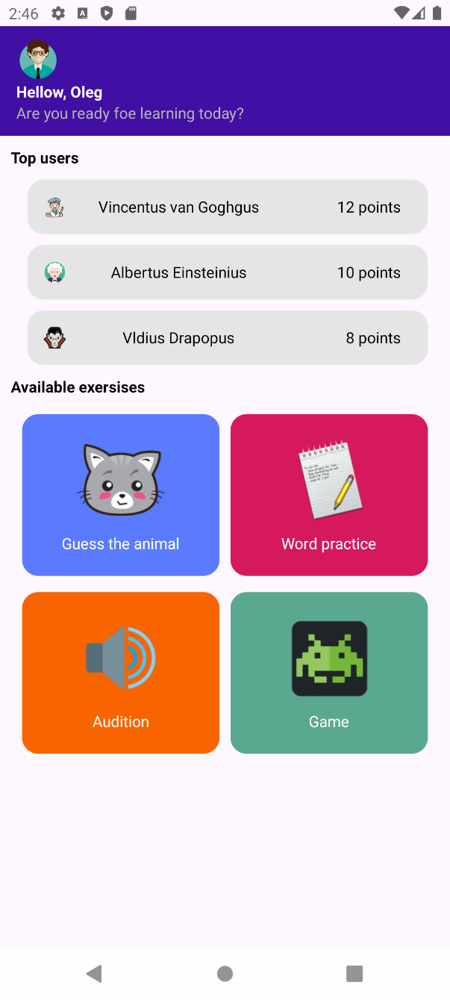 2:46
Hellow, Oleg
Are you ready foe learning today?
Top users
Vincentus van Goghgus 12 points
Albertus Einsteinius 10 points
Vldius Drapopus 8 points
Available exersises
Guess the animal
Word practice
Audition
Game